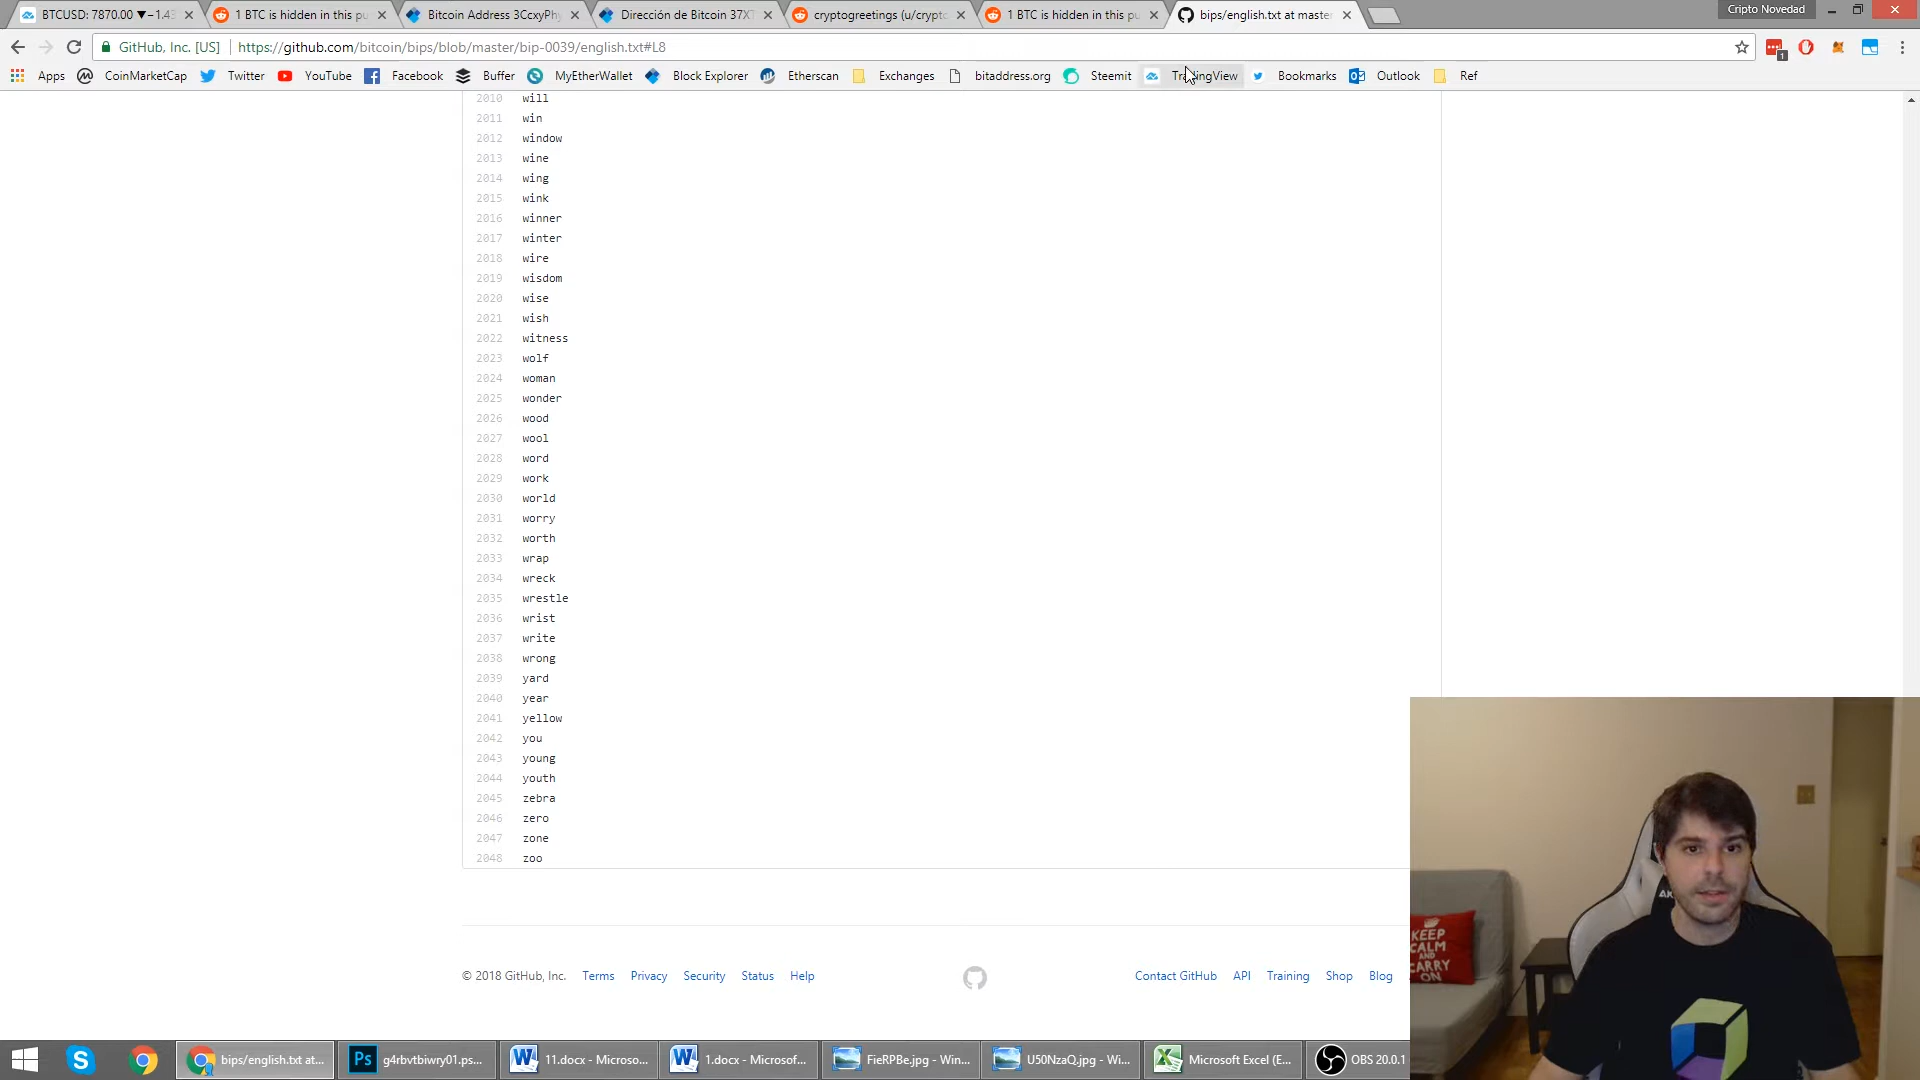 BTCUSD: 7870.00 ▼−1.43
1 BTC is hidden in this pu
Bitcoin Address 3CcxyPhy
Dirección de Bitcoin 37XT
cryptogreetings (u/crypto
1 BTC is hidden in this pu
bips/english.txt at master
Cripto Novedad
GitHub, Inc. [US]
https://github.com/bitcoin/bips/blob/master/bip-0039/english.txt#L8
1
Apps
CoinMarketCap
Twitter
YouTube
Facebook
Buffer
MyEtherWallet
Block Explorer
Etherscan
Exchanges
bitaddress.org
Steemit
TradingView
Bookmarks
Outlook
Ref
2010 will
2011 win
2012 window
2013 wine
2014 wing
2015 wink
2016 winner
2017 winter
2018 wire
2019 wisdom
2020 wise
2021 wish
2022 witness
2023 wolf
2024 woman
2025 wonder
2026 wood
2027 wool
2028 word
2029 work
2030 world
2031 worry
2032 worth
2033 wrap
2034 wreck
2035 wrestle
2036 wrist
2037 write
2038 wrong
2039 yard
2040 year
2041 yellow
2042 you
2043 young
2044 youth
2045 zebra
2046 zero
2047 zone
2048 zoo
© 2018 GitHub, Inc. Terms Privacy Security Status Help
Contact GitHub API Training Shop Blog
KEEP
CALM
AND
CARRY
ON
bips/english.txt at...
Ps
g4rbvtbiwry01.ps...
11.docx - Microso...
1.docx - Microsof...
FieRPBe.jpg - Win...
U50NzaQ.jpg - Wi...
Microsoft Excel (E...
OBS 20.0.1